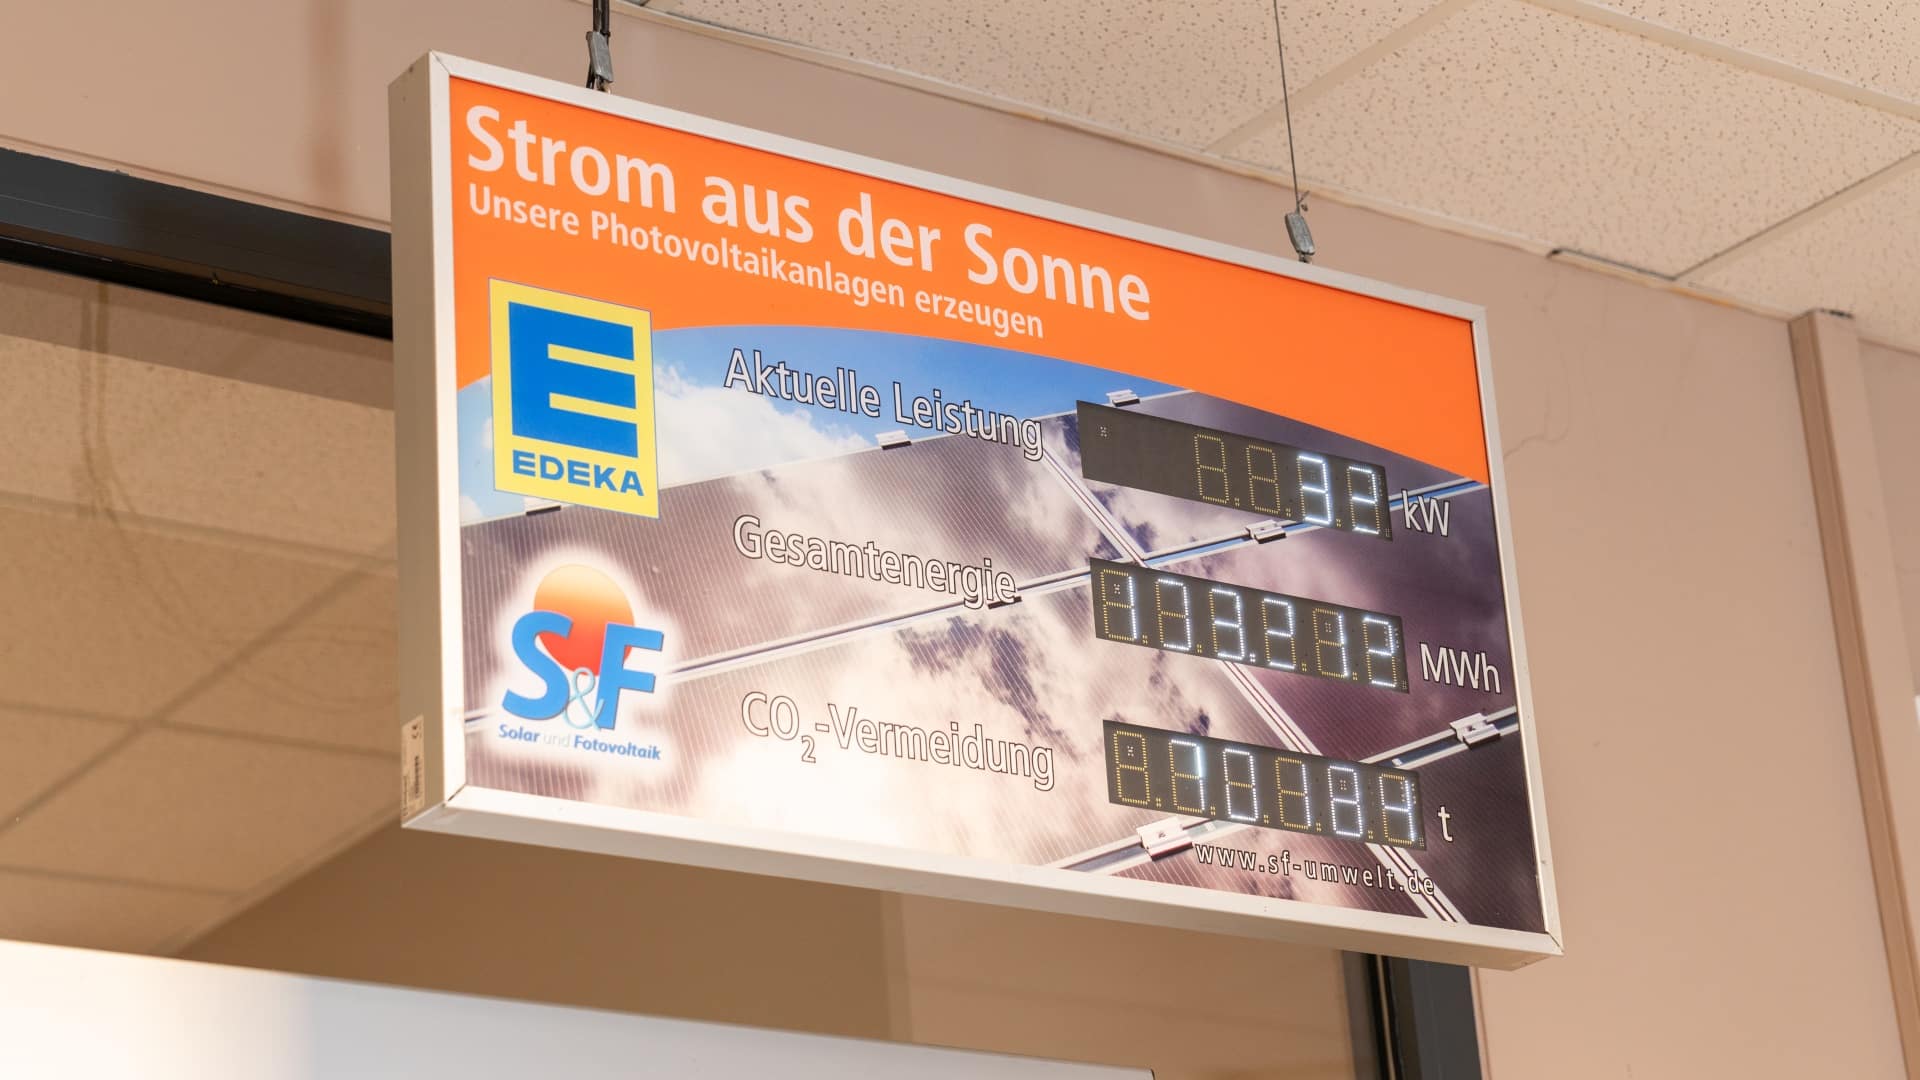 Strom aus der Sonne
Unsere Photovoltaikanlagen erzeugen
EDEKA
Aktuelle Leistung 32 kW
Gesamtenergie MWh
S&F
Solar und Fotovoltaik
CO₂-Vermeidung t
www.sf-umwelt.de